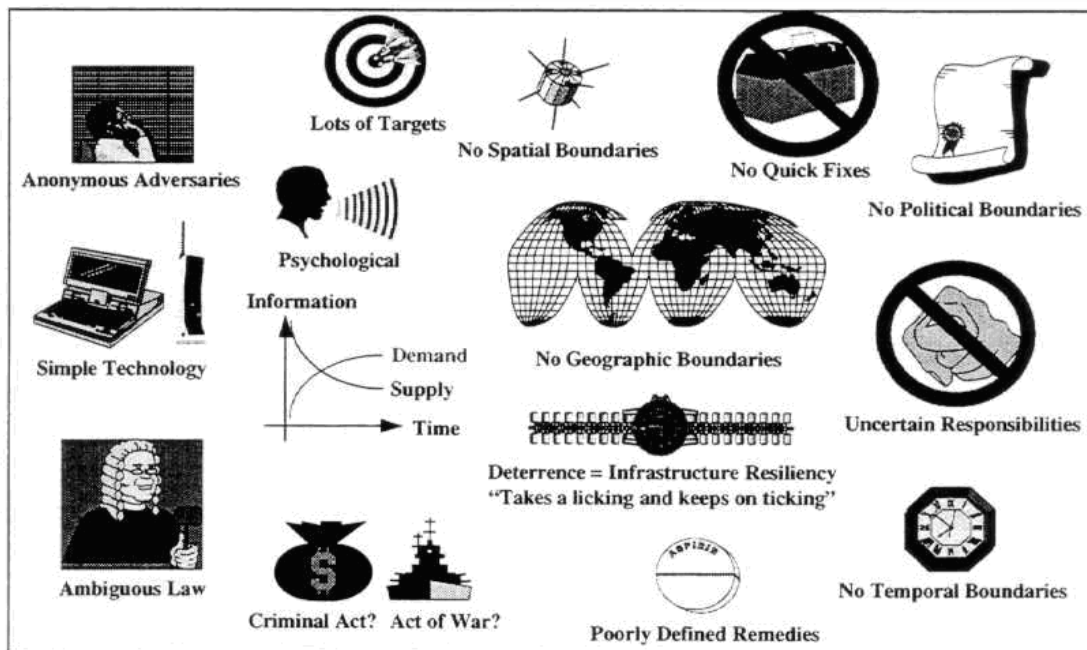 Lots of Targets
No Spatial Boundaries
No Quick Fixes
Anonymous Adversaries
No Political Boundaries
Psychological
Information
Demand
Supply
Time
No Geographic Boundaries
Simple Technology
Uncertain Responsibilities
Deterrence = Infrastructure Resiliency
“Takes a licking and keeps on ticking”
$
Aspirin
Ambiguous Law
Criminal Act?
Act of War?
No Temporal Boundaries
Poorly Defined Remedies